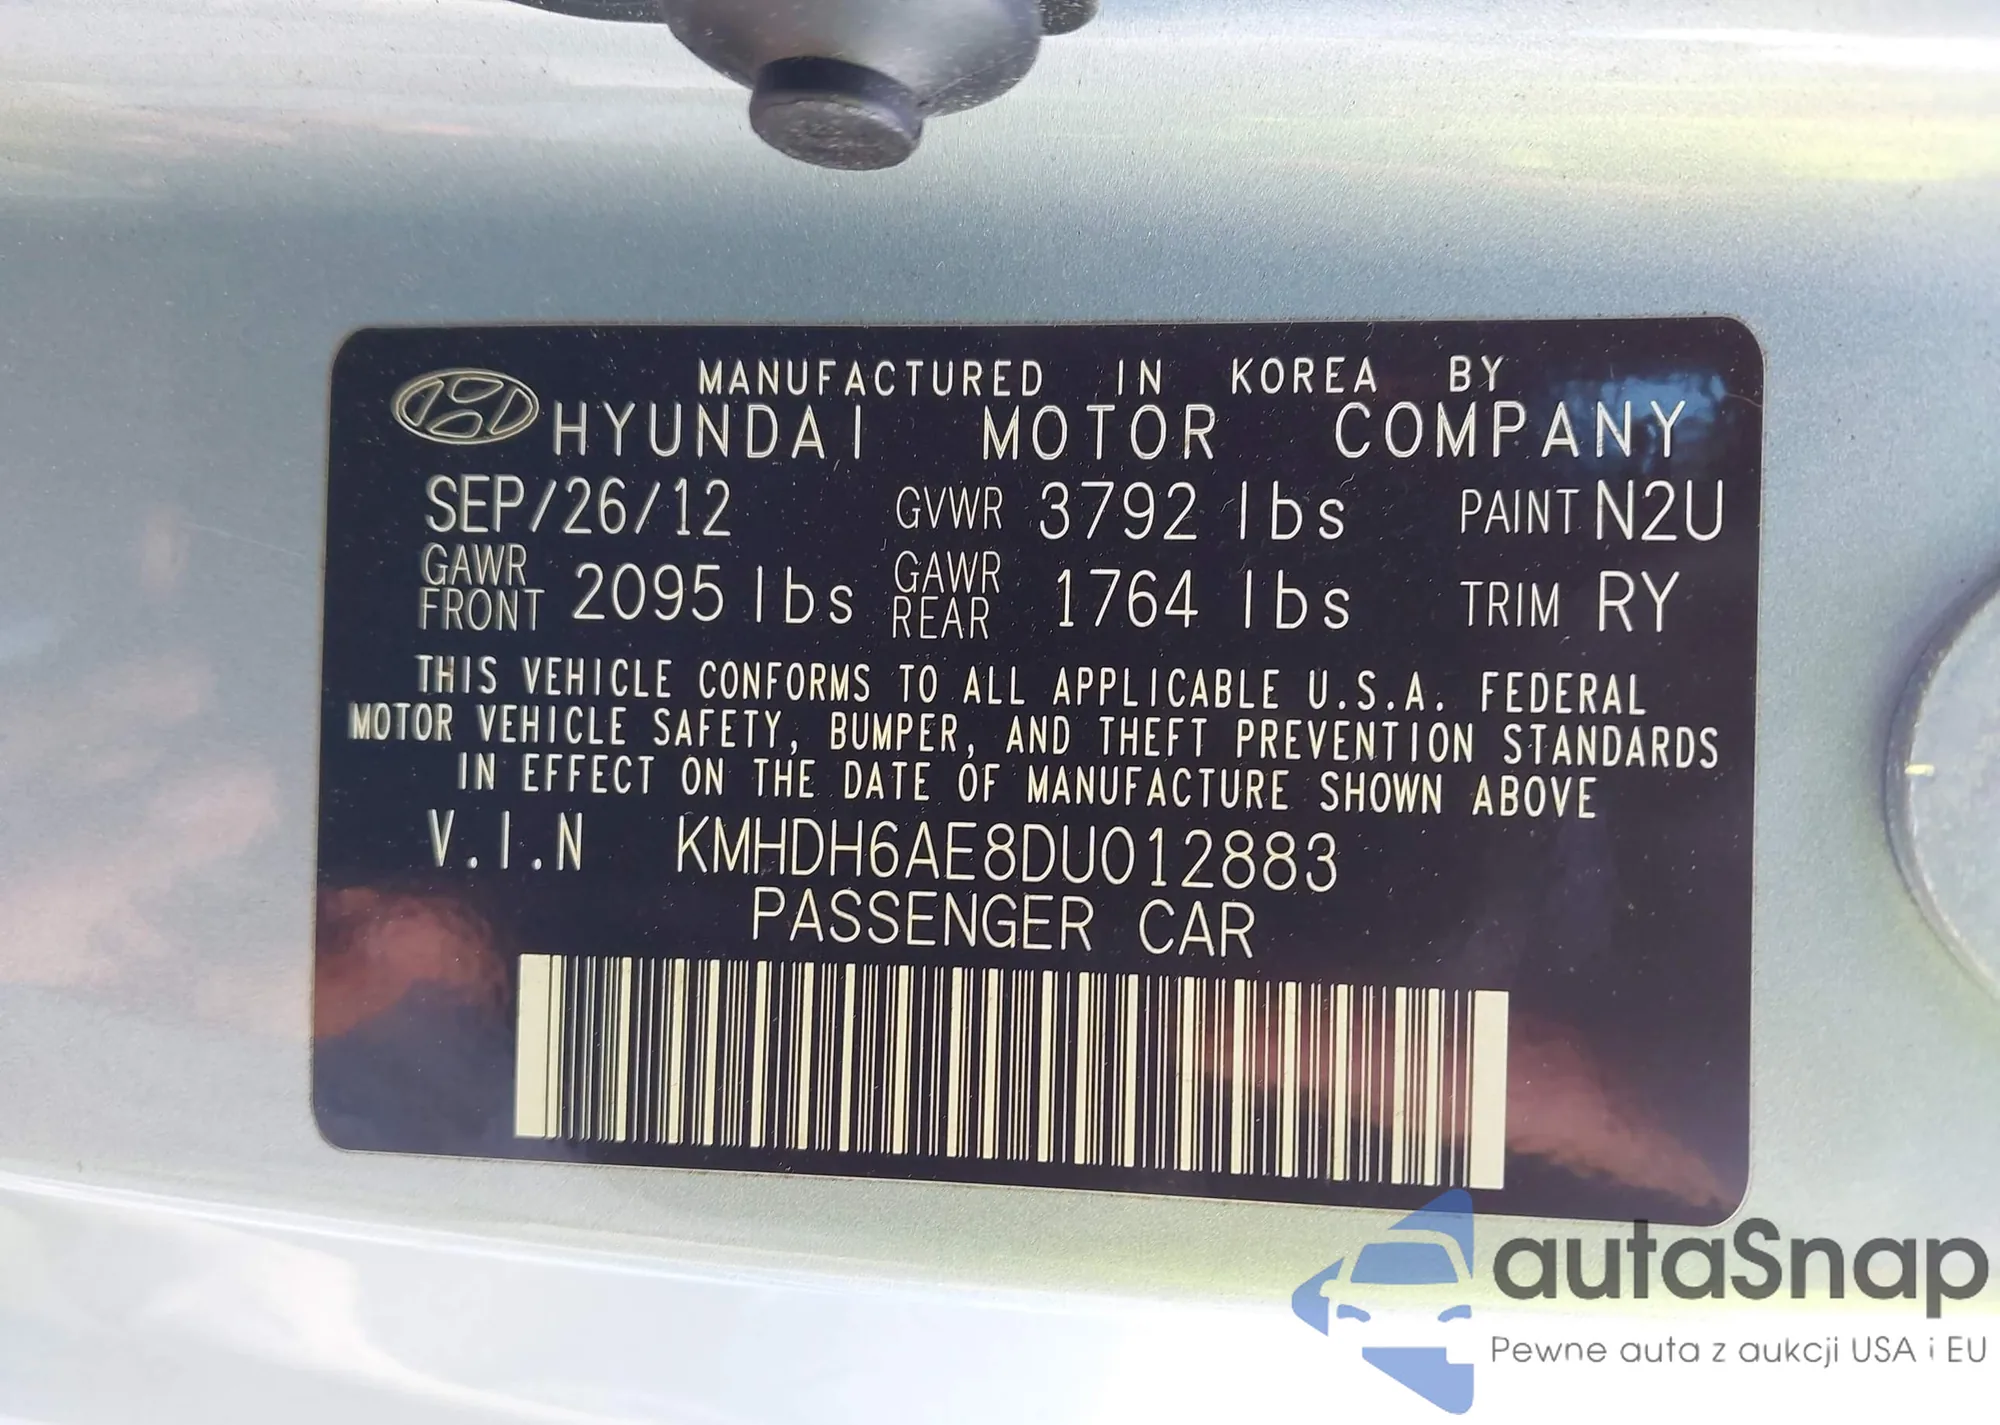 MANUFACTURED IN KOREA BY
HYUNDAI MOTOR COMPANY
SEP/26/12 GVWR 3792 lbs PAINT N2U
GAWR FRONT 2095 lbs GAWR REAR 1764 lbs TRIM RY
THIS VEHICLE CONFORMS TO ALL APPLICABLE U.S.A. FEDERAL
MOTOR VEHICLE SAFETY, BUMPER, AND THEFT PREVENTION STANDARDS
IN EFFECT ON THE DATE OF MANUFACTURE SHOWN ABOVE
V.I.N KMHDH6AE8DU012883
PASSENGER CAR
autaSnap
Pewne auta z aukcji USA i EU